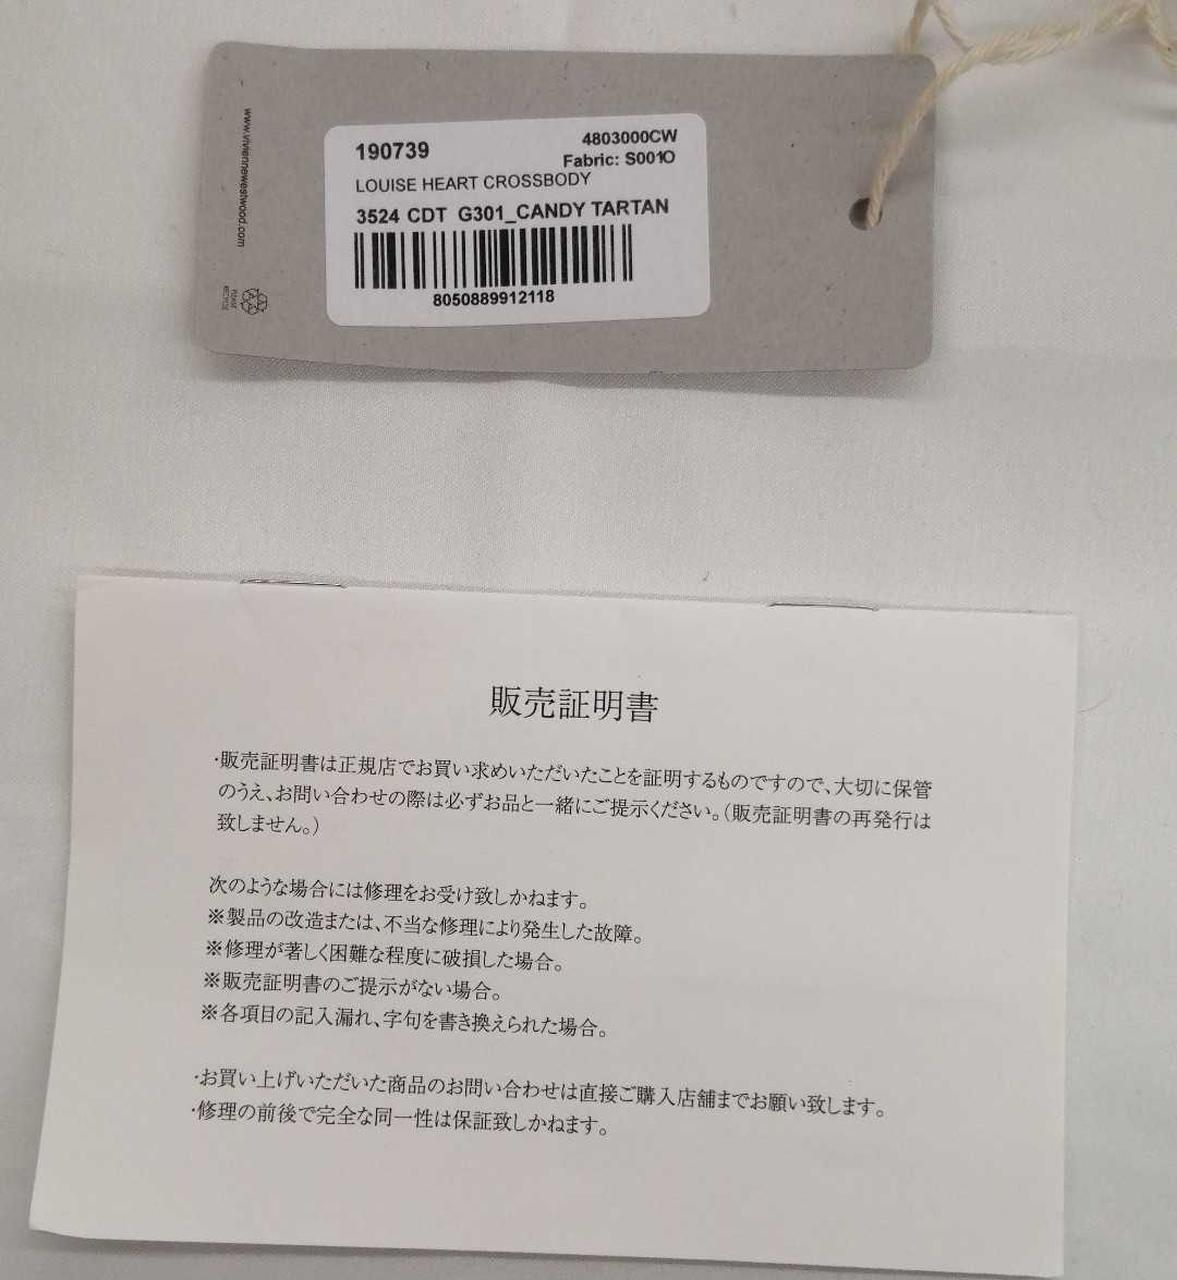 www.viviennewestwood.com
PLEASE RECYCLE
190739
4803000CW
Fabric: S001O
LOUISE HEART CROSSBODY
3524 CDT G301_CANDY TARTAN
8050889912118
販売証明書
・販売証明書は正規店でお買い求めいただいたことを証明するものですので、大切に保管
のうえ、お問い合わせの際は必ずお品と一緒にご提示ください。(販売証明書の再発行は
致しません。)
次のような場合には修理をお受け致しかねます。
※製品の改造または、不当な修理により発生した故障。
※修理が著しく困難な程度に破損した場合。
※販売証明書のご提示がない場合。
※各項目の記入漏れ、字句を書き換えられた場合。
・お買い上げいただいた商品のお問い合わせは直接ご購入店舗までお願い致します。
・修理の前後で完全な同一性は保証致しかねます。